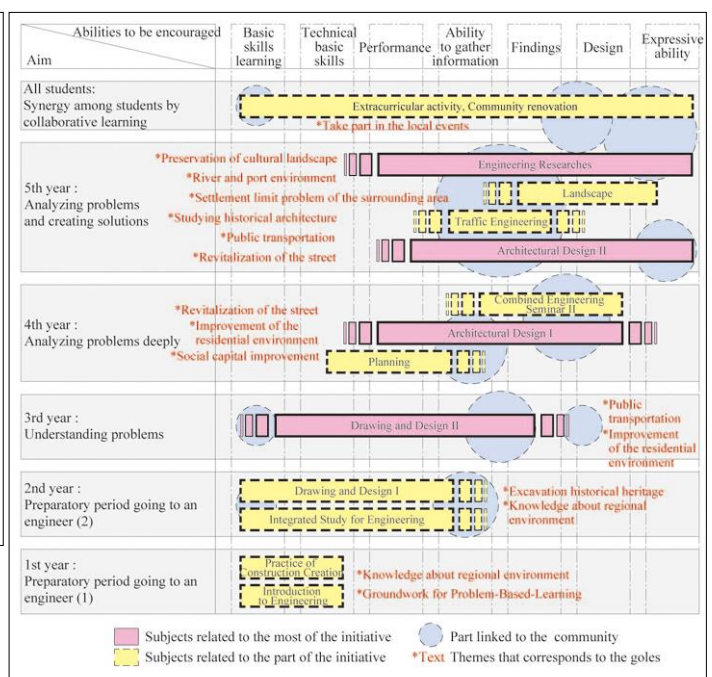 Abilities to be encouraged
Aim
Basic
skills
learning
Technical
basic
skills
Performance
Ability
to gather
information
Findings
Design
Expressive
ability
All students:
Synergy among students by
collaborative learning
Extracurricular activity, Community renovation
*Take part in the local events
5th year :
Analyzing problems
and creating solutions
*Preservation of cultural landscape
*River and port environment
*Settlement limit problem of the surrounding area
*Studying historical architecture
*Public transportation
*Revitalization of the street
Engineering Researches
Landscape
Traffic Engineering
Architectural Design II
4th year :
Analyzing problems deeply
*Revitalization of the street
*Improvement of the
residential environment
*Social capital improvement
Combined Engineering
Seminar II
Architectural Design I
Planning
3rd year :
Understanding problems
Drawing and Design II
*Public
transportation
*Improvement
of the residential
environment
2nd year :
Preparatory period going to an
engineer (2)
Drawing and Design I
Integrated Study for Engineering
*Excavation historical heritage
*Knowledge about regional
environment
1st year :
Preparatory period going to an
engineer (1)
Practice of
Construction Creation
Introduction
to Engineering
*Knowledge about regional environment
*Groundwork for Problem-Based-Learning
Subjects related to the most of the initiative
Part linked to the community
Subjects related to the part of the initiative
*Text Themes that corresponds to the goles